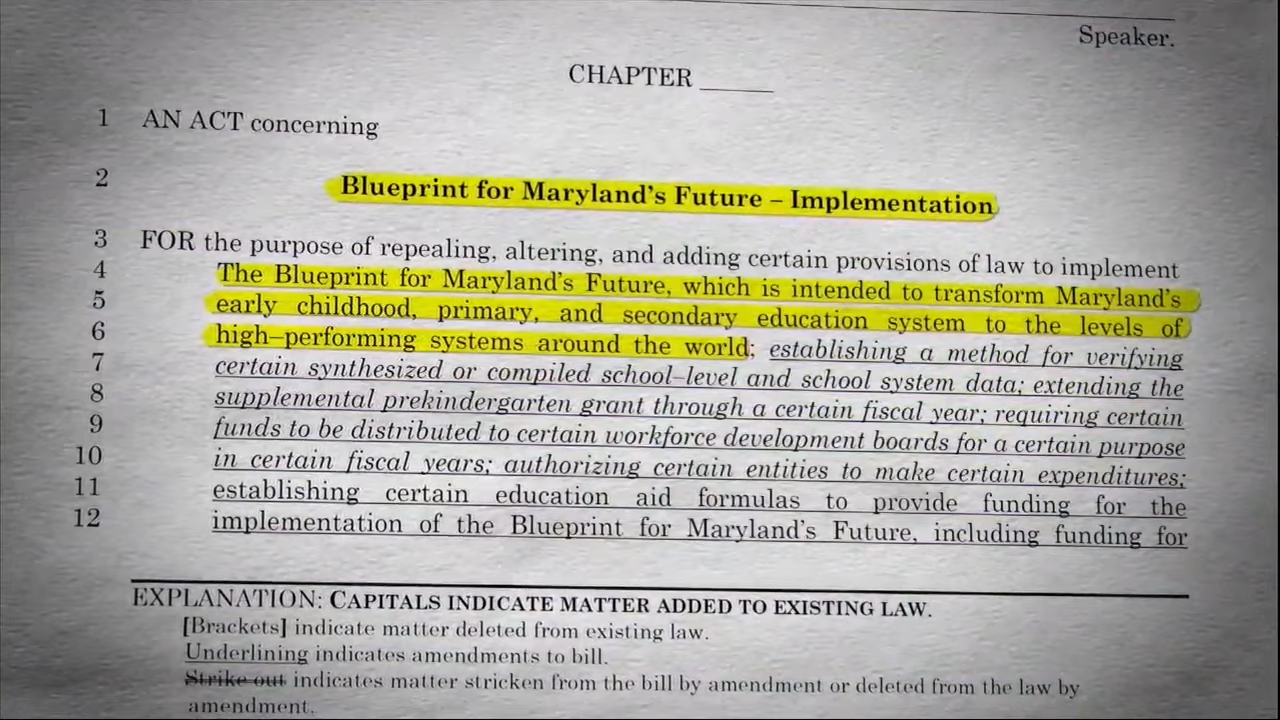 Speaker.
CHAPTER _____
1 AN ACT concerning
2 Blueprint for Maryland's Future – Implementation
3 FOR the purpose of repealing, altering, and adding certain provisions of law to implement
4 The Blueprint for Maryland's Future, which is intended to transform Maryland's
5 early childhood, primary, and secondary education system to the levels of
6 high–performing systems around the world; establishing a method for verifying
7 certain synthesized or compiled school–level and school system data; extending the
8 supplemental prekindergarten grant through a certain fiscal year; requiring certain
9 funds to be distributed to certain workforce development boards for a certain purpose
10 in certain fiscal years; authorizing certain entities to make certain expenditures;
11 establishing certain education aid formulas to provide funding for the
12 implementation of the Blueprint for Maryland's Future, including funding for
EXPLANATION: CAPITALS INDICATE MATTER ADDED TO EXISTING LAW.
[Brackets] indicate matter deleted from existing law.
Underlining indicates amendments to bill.
Strike out indicates matter stricken from the bill by amendment or deleted from the law by
amendment.